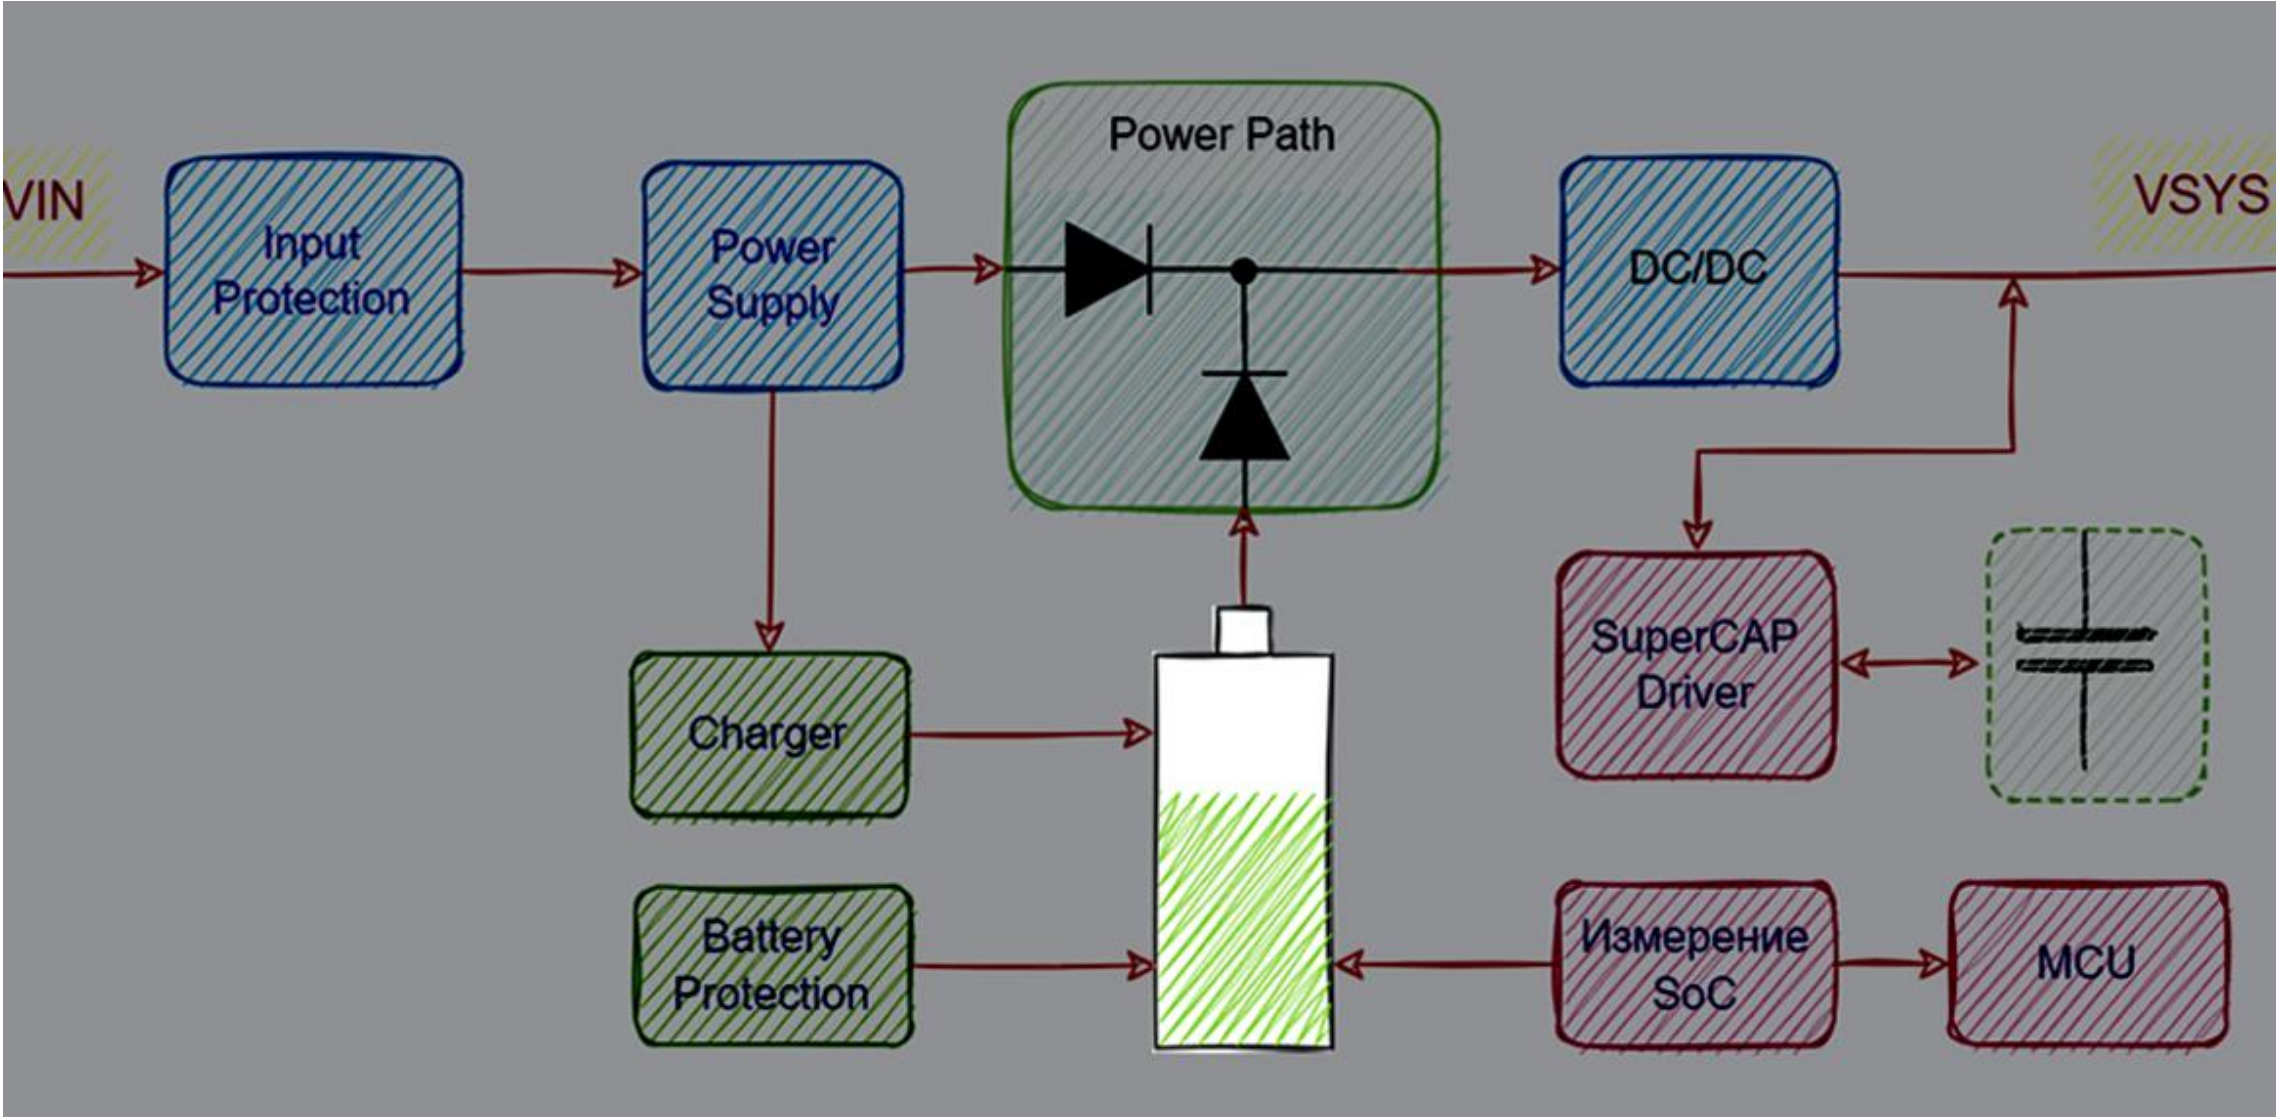 Power Path
VIN
VSYS
Input
Protection
Power
Supply
DC/DC
SuperCAP
Driver
Charger
Battery
Protection
Измерение
SoC
MCU